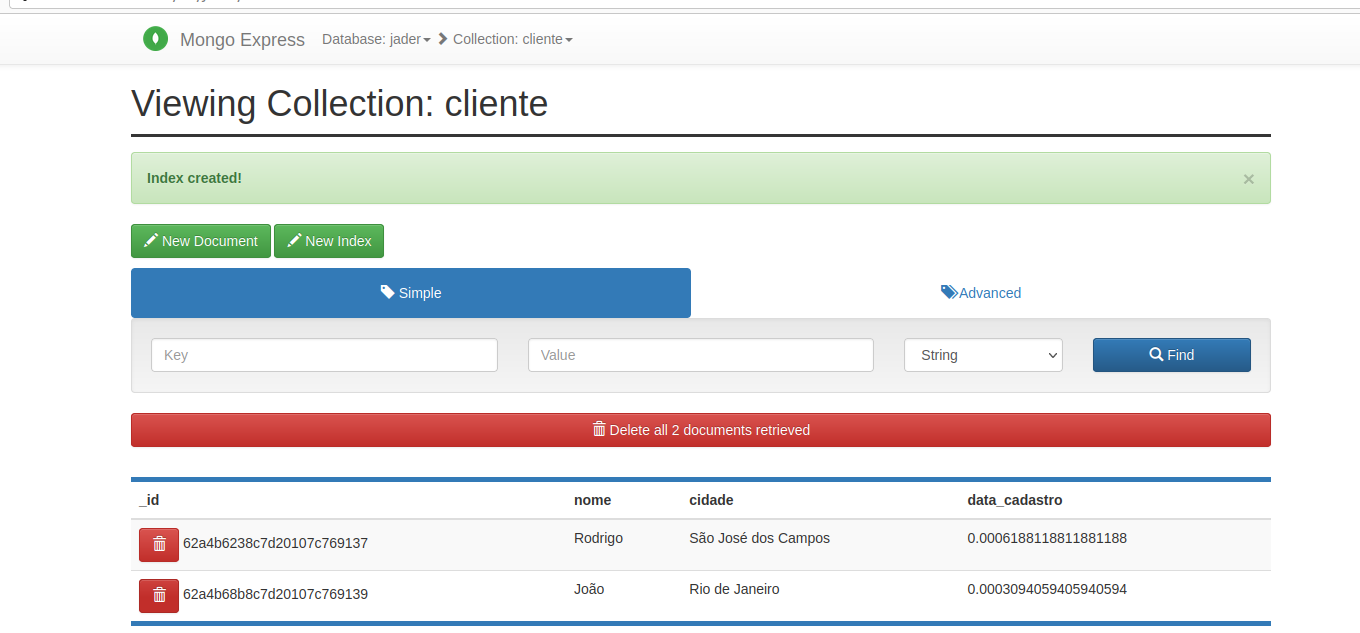 Mongo Express Database: jader Collection: cliente
Viewing Collection: cliente
Index created! ×
New Document New Index
Simple Advanced
Key Value String Find
Delete all 2 documents retrieved
_id nome cidade data_cadastro
62a4b6238c7d20107c769137 Rodrigo São José dos Campos 0.0006188118811881188
62a4b68b8c7d20107c769139 João Rio de Janeiro 0.0003094059405940594